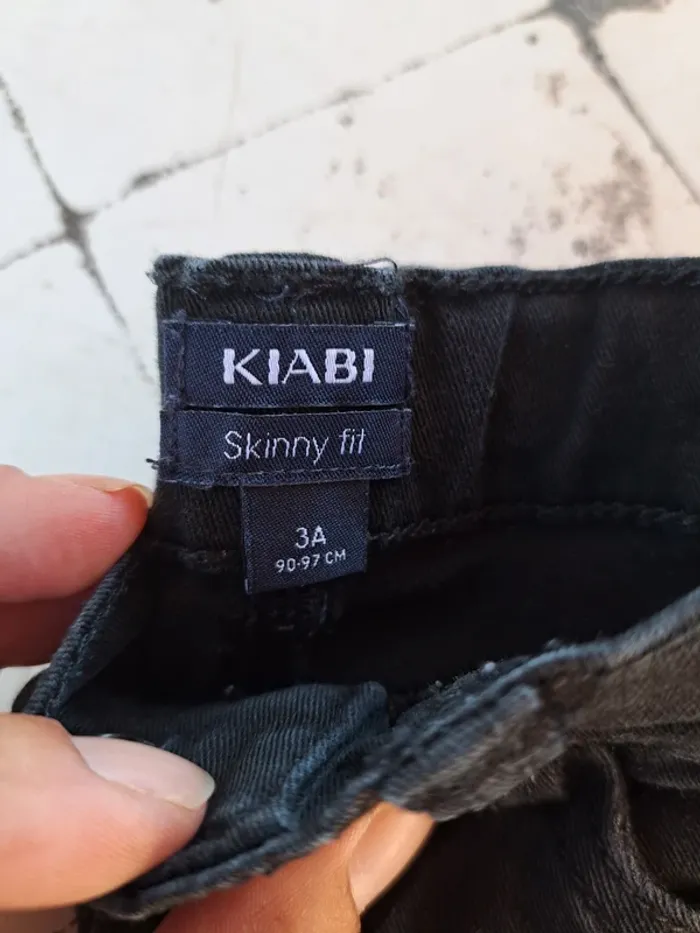 KIABI
Skinny fit
3A
90-97 CM